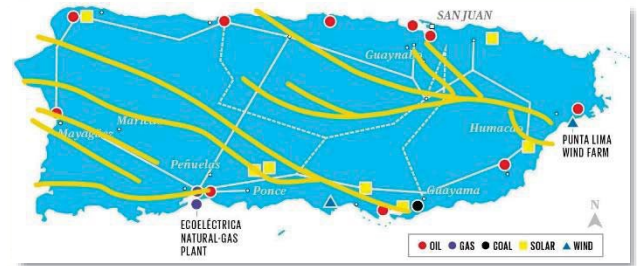 SAN JUAN
Guaynabo
Maricao
Mayagüez
Humacao
PUNTA LIMA
WIND FARM
Peñuelas
Ponce
Guayama
N
ECOELÉCTRICA
NATURAL-GAS
PLANT
OIL GAS COAL SOLAR WIND